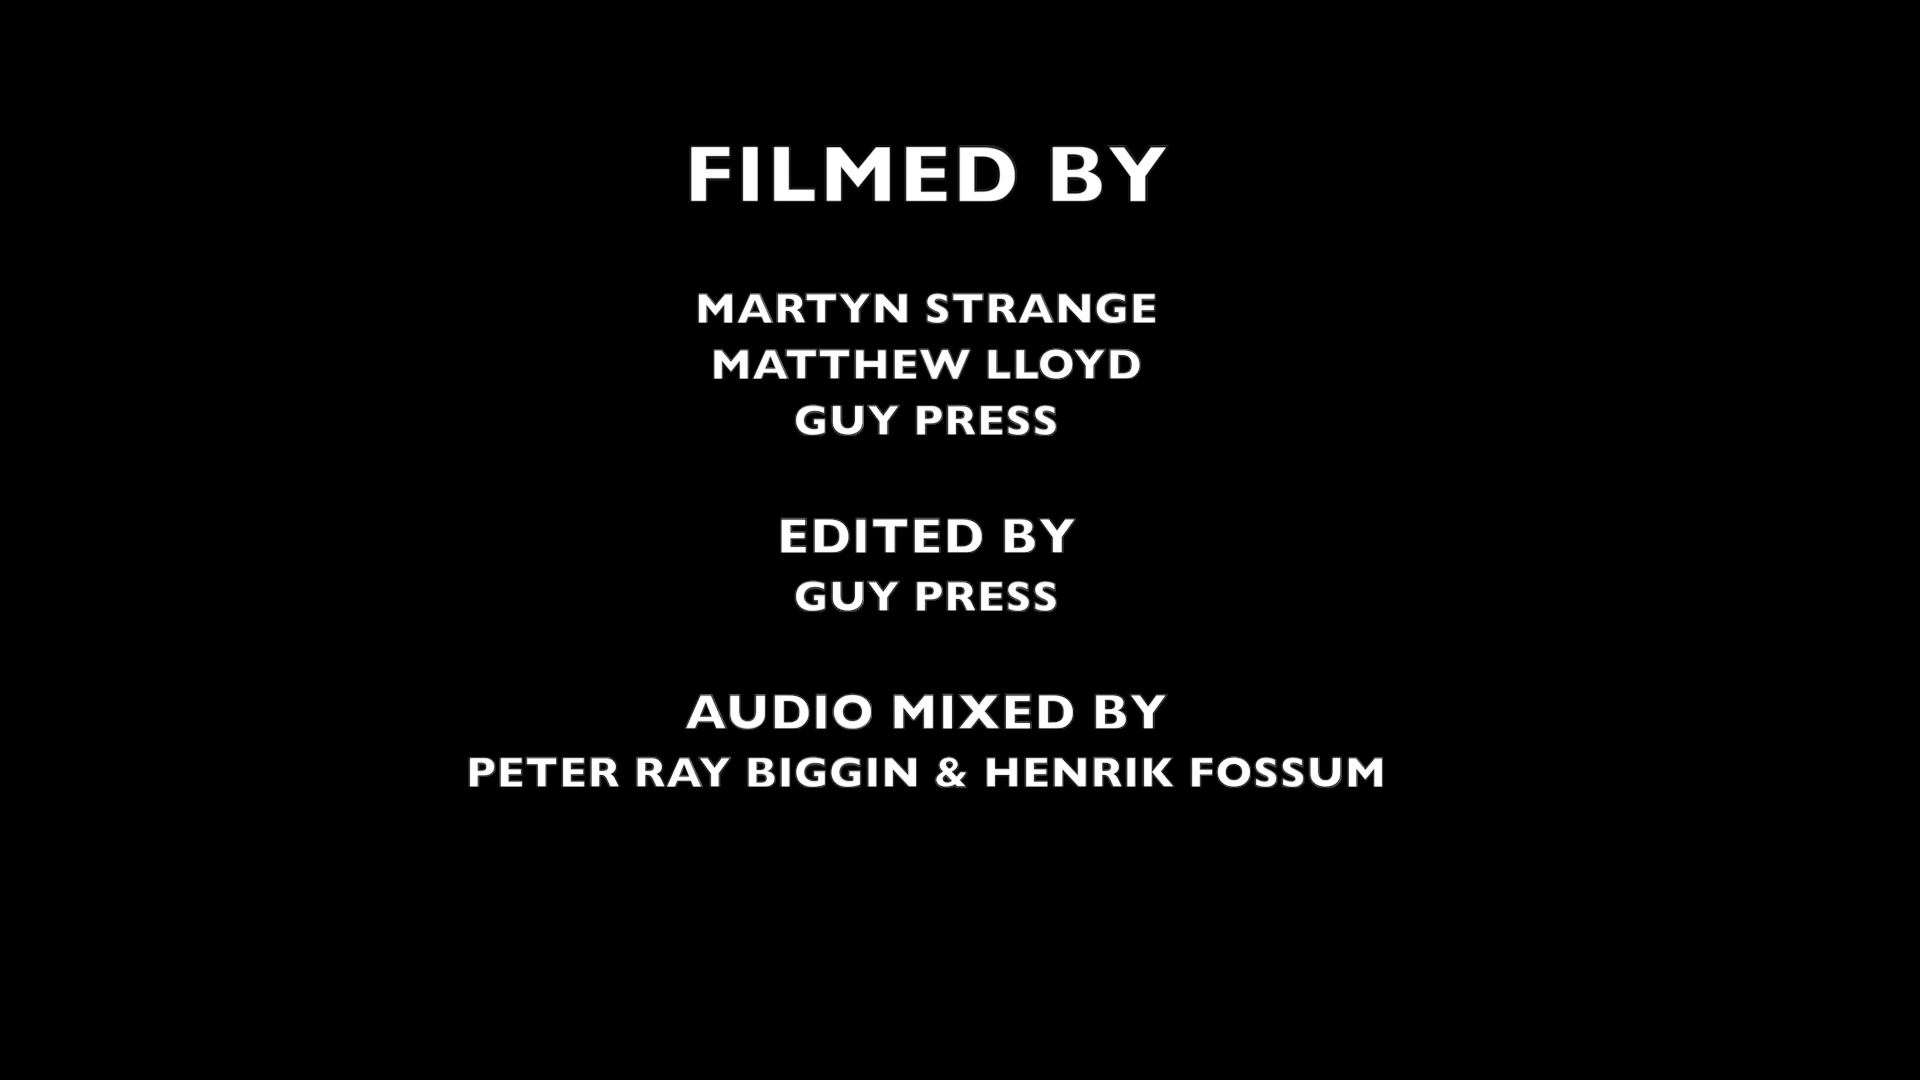 FILMED BY
MARTYN STRANGE
MATTHEW LLOYD
GUY PRESS
EDITED BY
GUY PRESS
AUDIO MIXED BY
PETER RAY BIGGIN & HENRIK FOSSUM